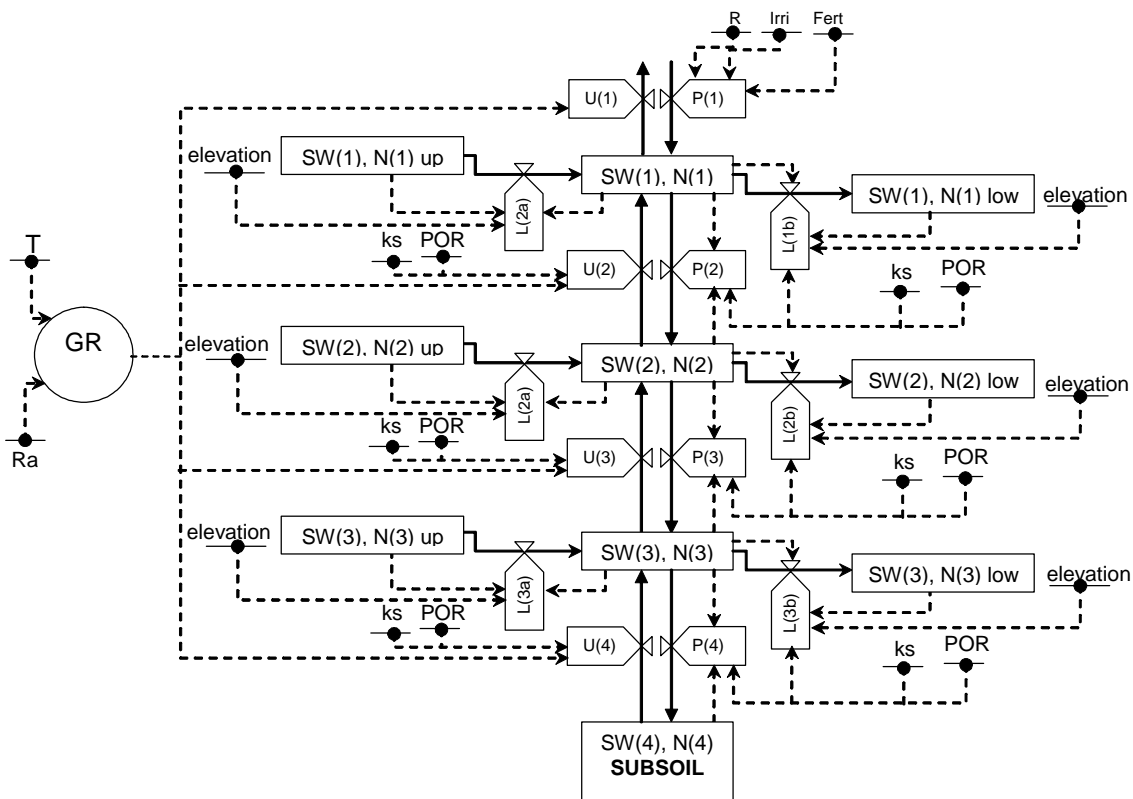 R Irri Fert
U(1) P(1)
elevation SW(1), N(1) up L(2a) SW(1), N(1) L(1b) SW(1), N(1) low elevation
T
ks POR U(2) P(2) ks POR
GR
elevation SW(2), N(2) up L(2a) SW(2), N(2) L(2b) SW(2), N(2) low elevation
Ra
ks POR U(3) P(3) ks POR
elevation SW(3), N(3) up L(3a) SW(3), N(3) L(3b) SW(3), N(3) low elevation
ks POR U(4) P(4) ks POR
SW(4), N(4)
SUBSOIL